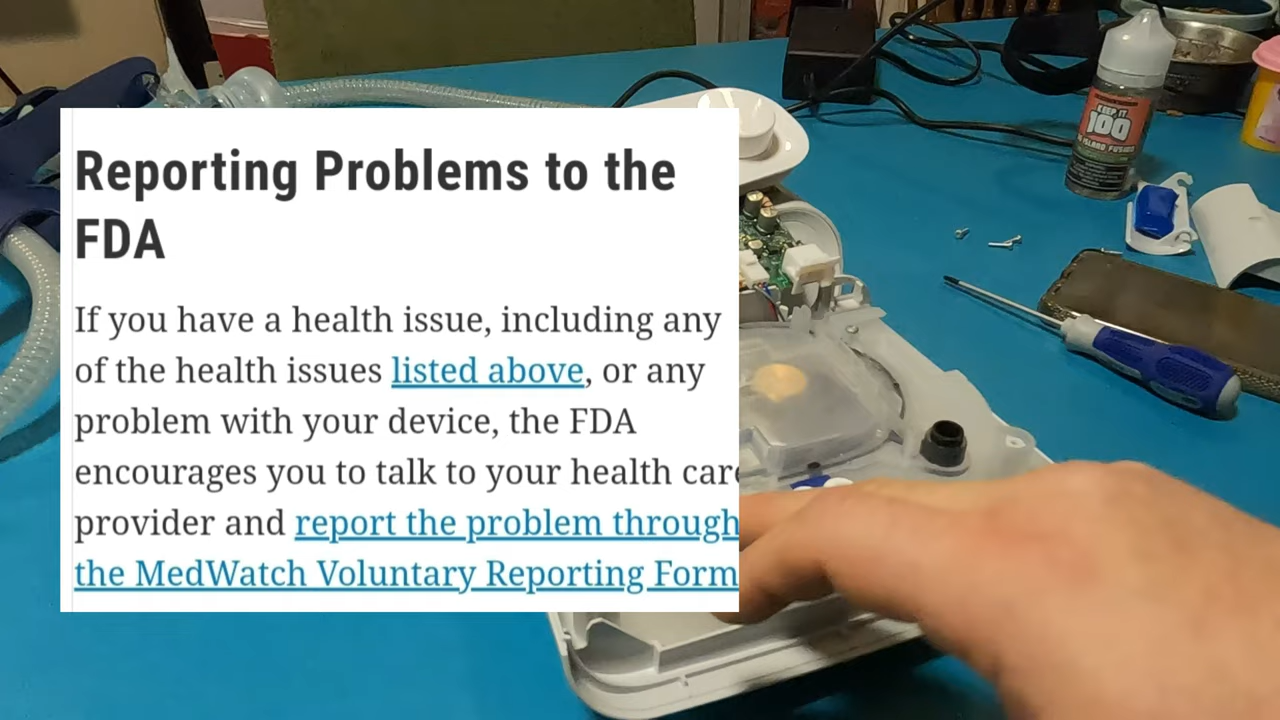 Reporting Problems to the
FDA
If you have a health issue, including any
of the health issues listed above, or any
problem with your device, the FDA
encourages you to talk to your health care
provider and report the problem through
the MedWatch Voluntary Reporting Form
KEEP IT
100